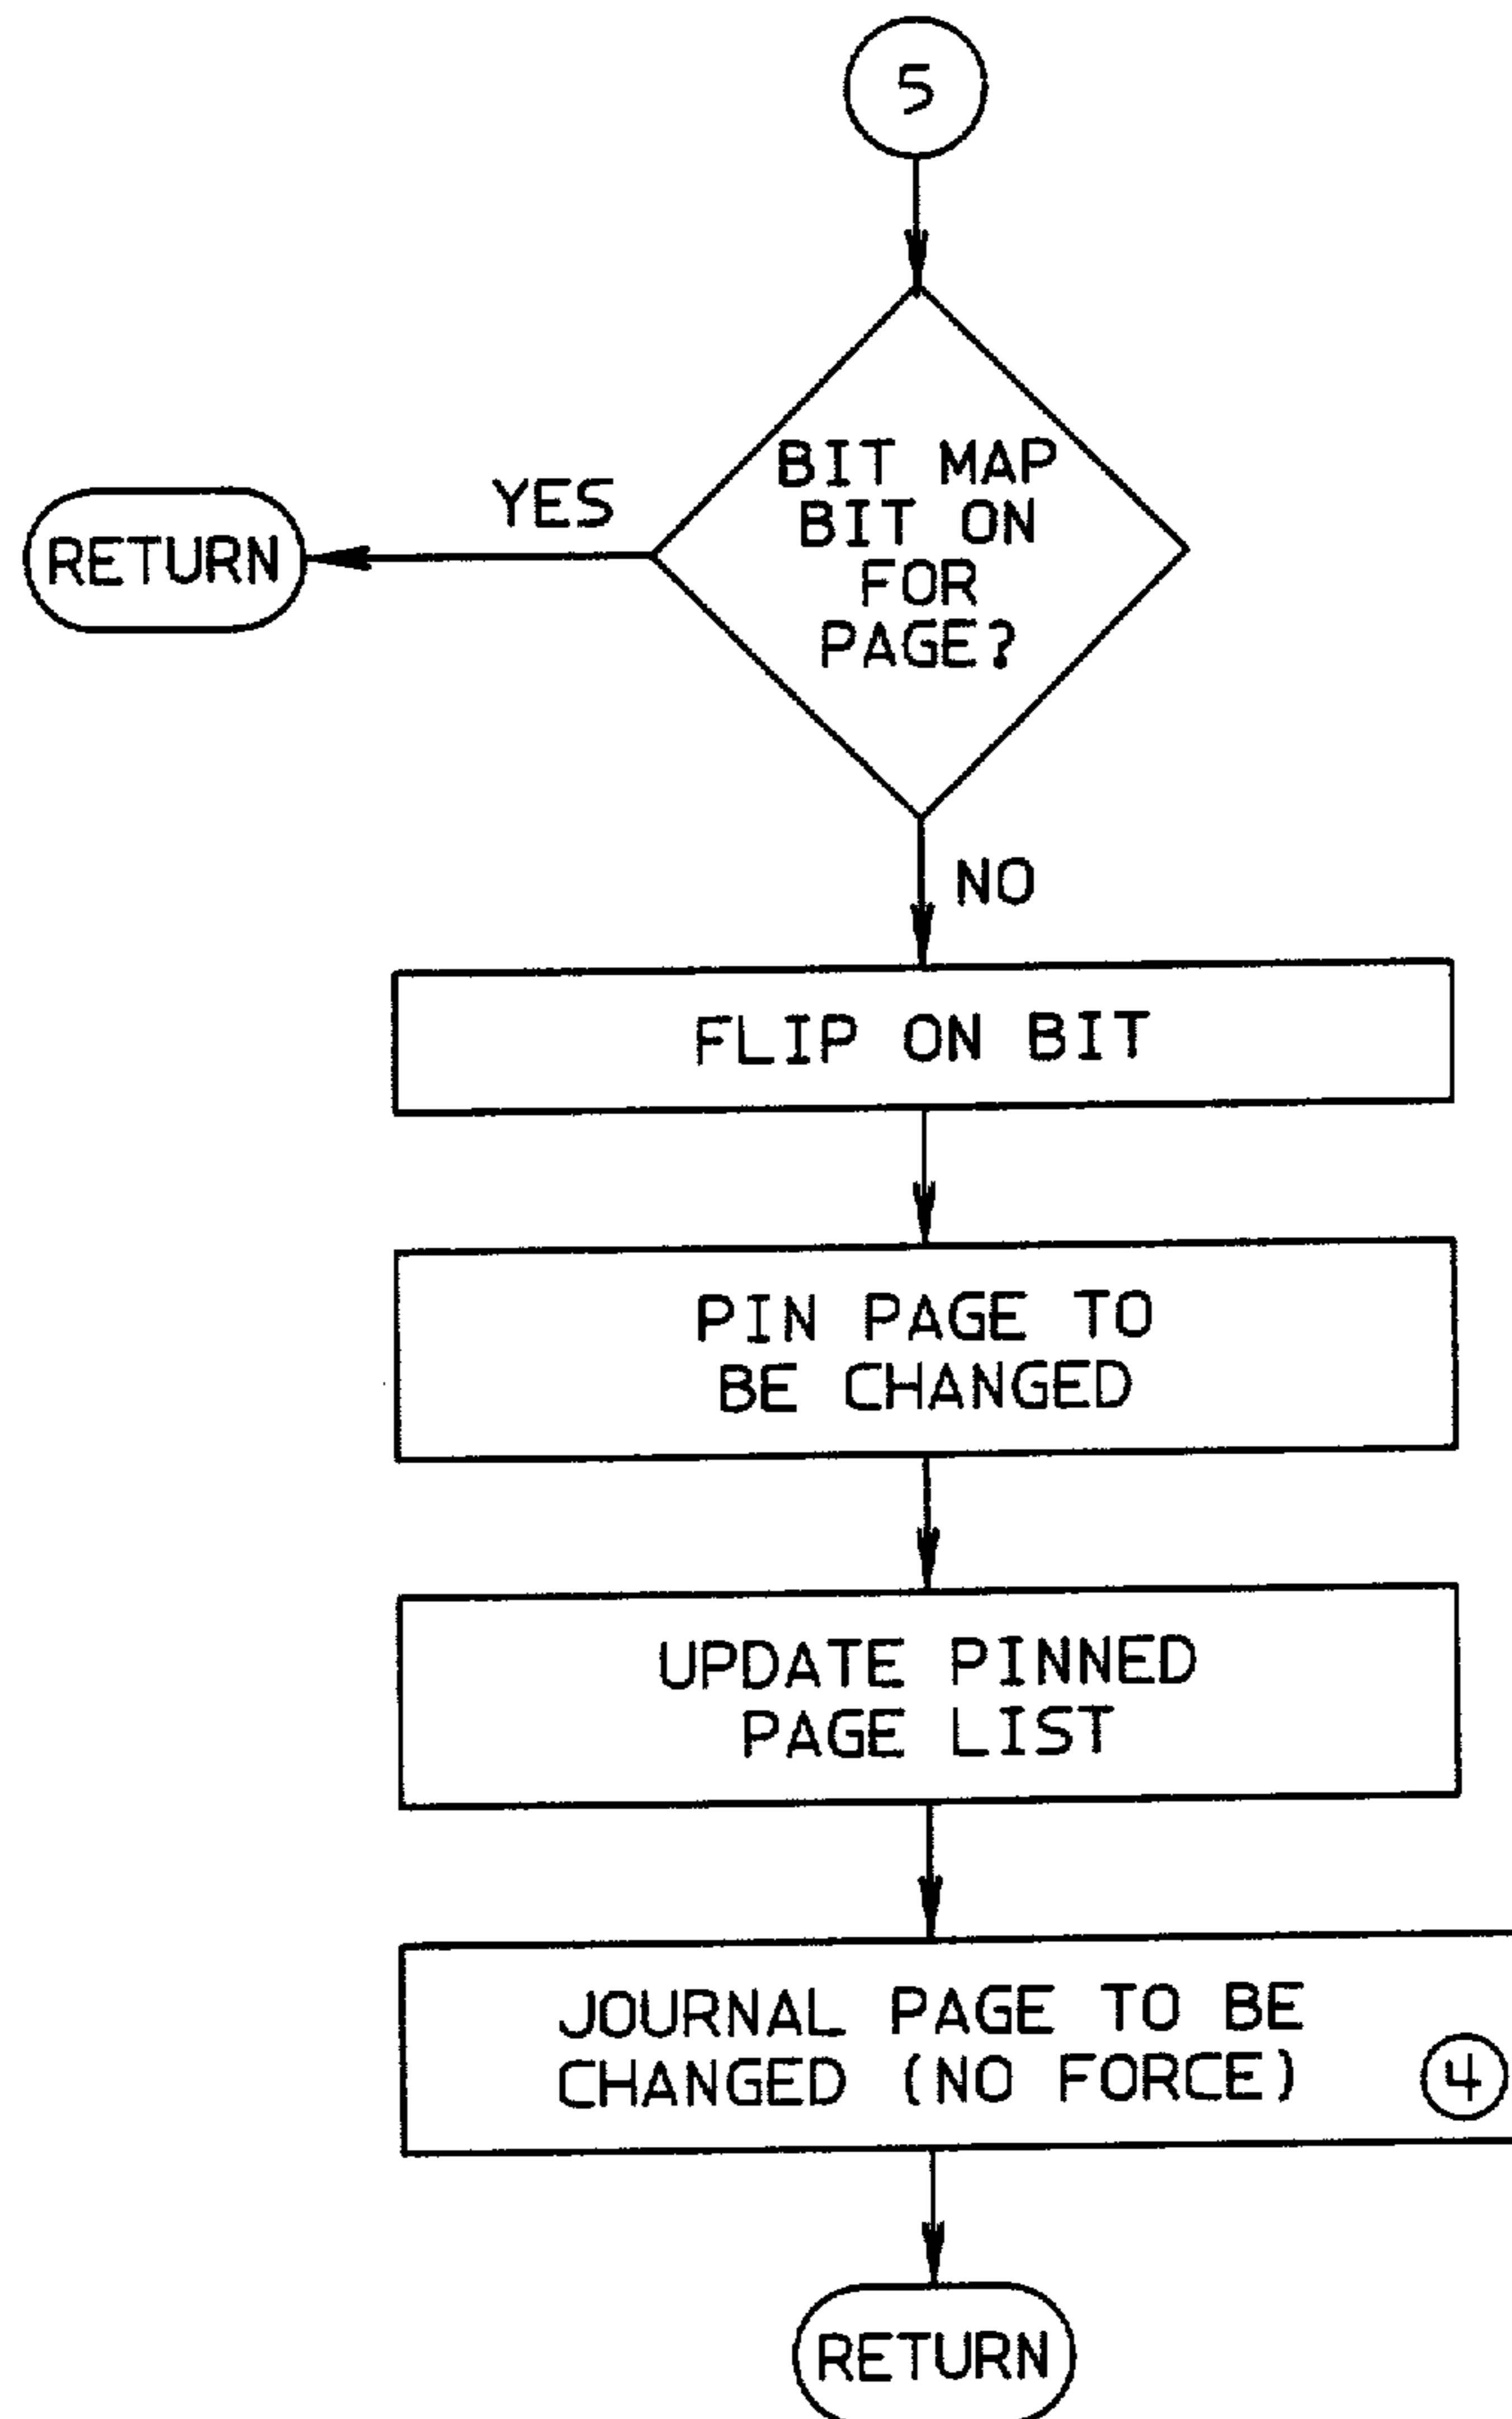 5
BIT MAP
BIT ON
FOR
PAGE?
YES
RETURN
NO
FLIP ON BIT
PIN PAGE TO
BE CHANGED
UPDATE PINNED
PAGE LIST
JOURNAL PAGE TO BE
CHANGED (NO FORCE)
4
RETURN